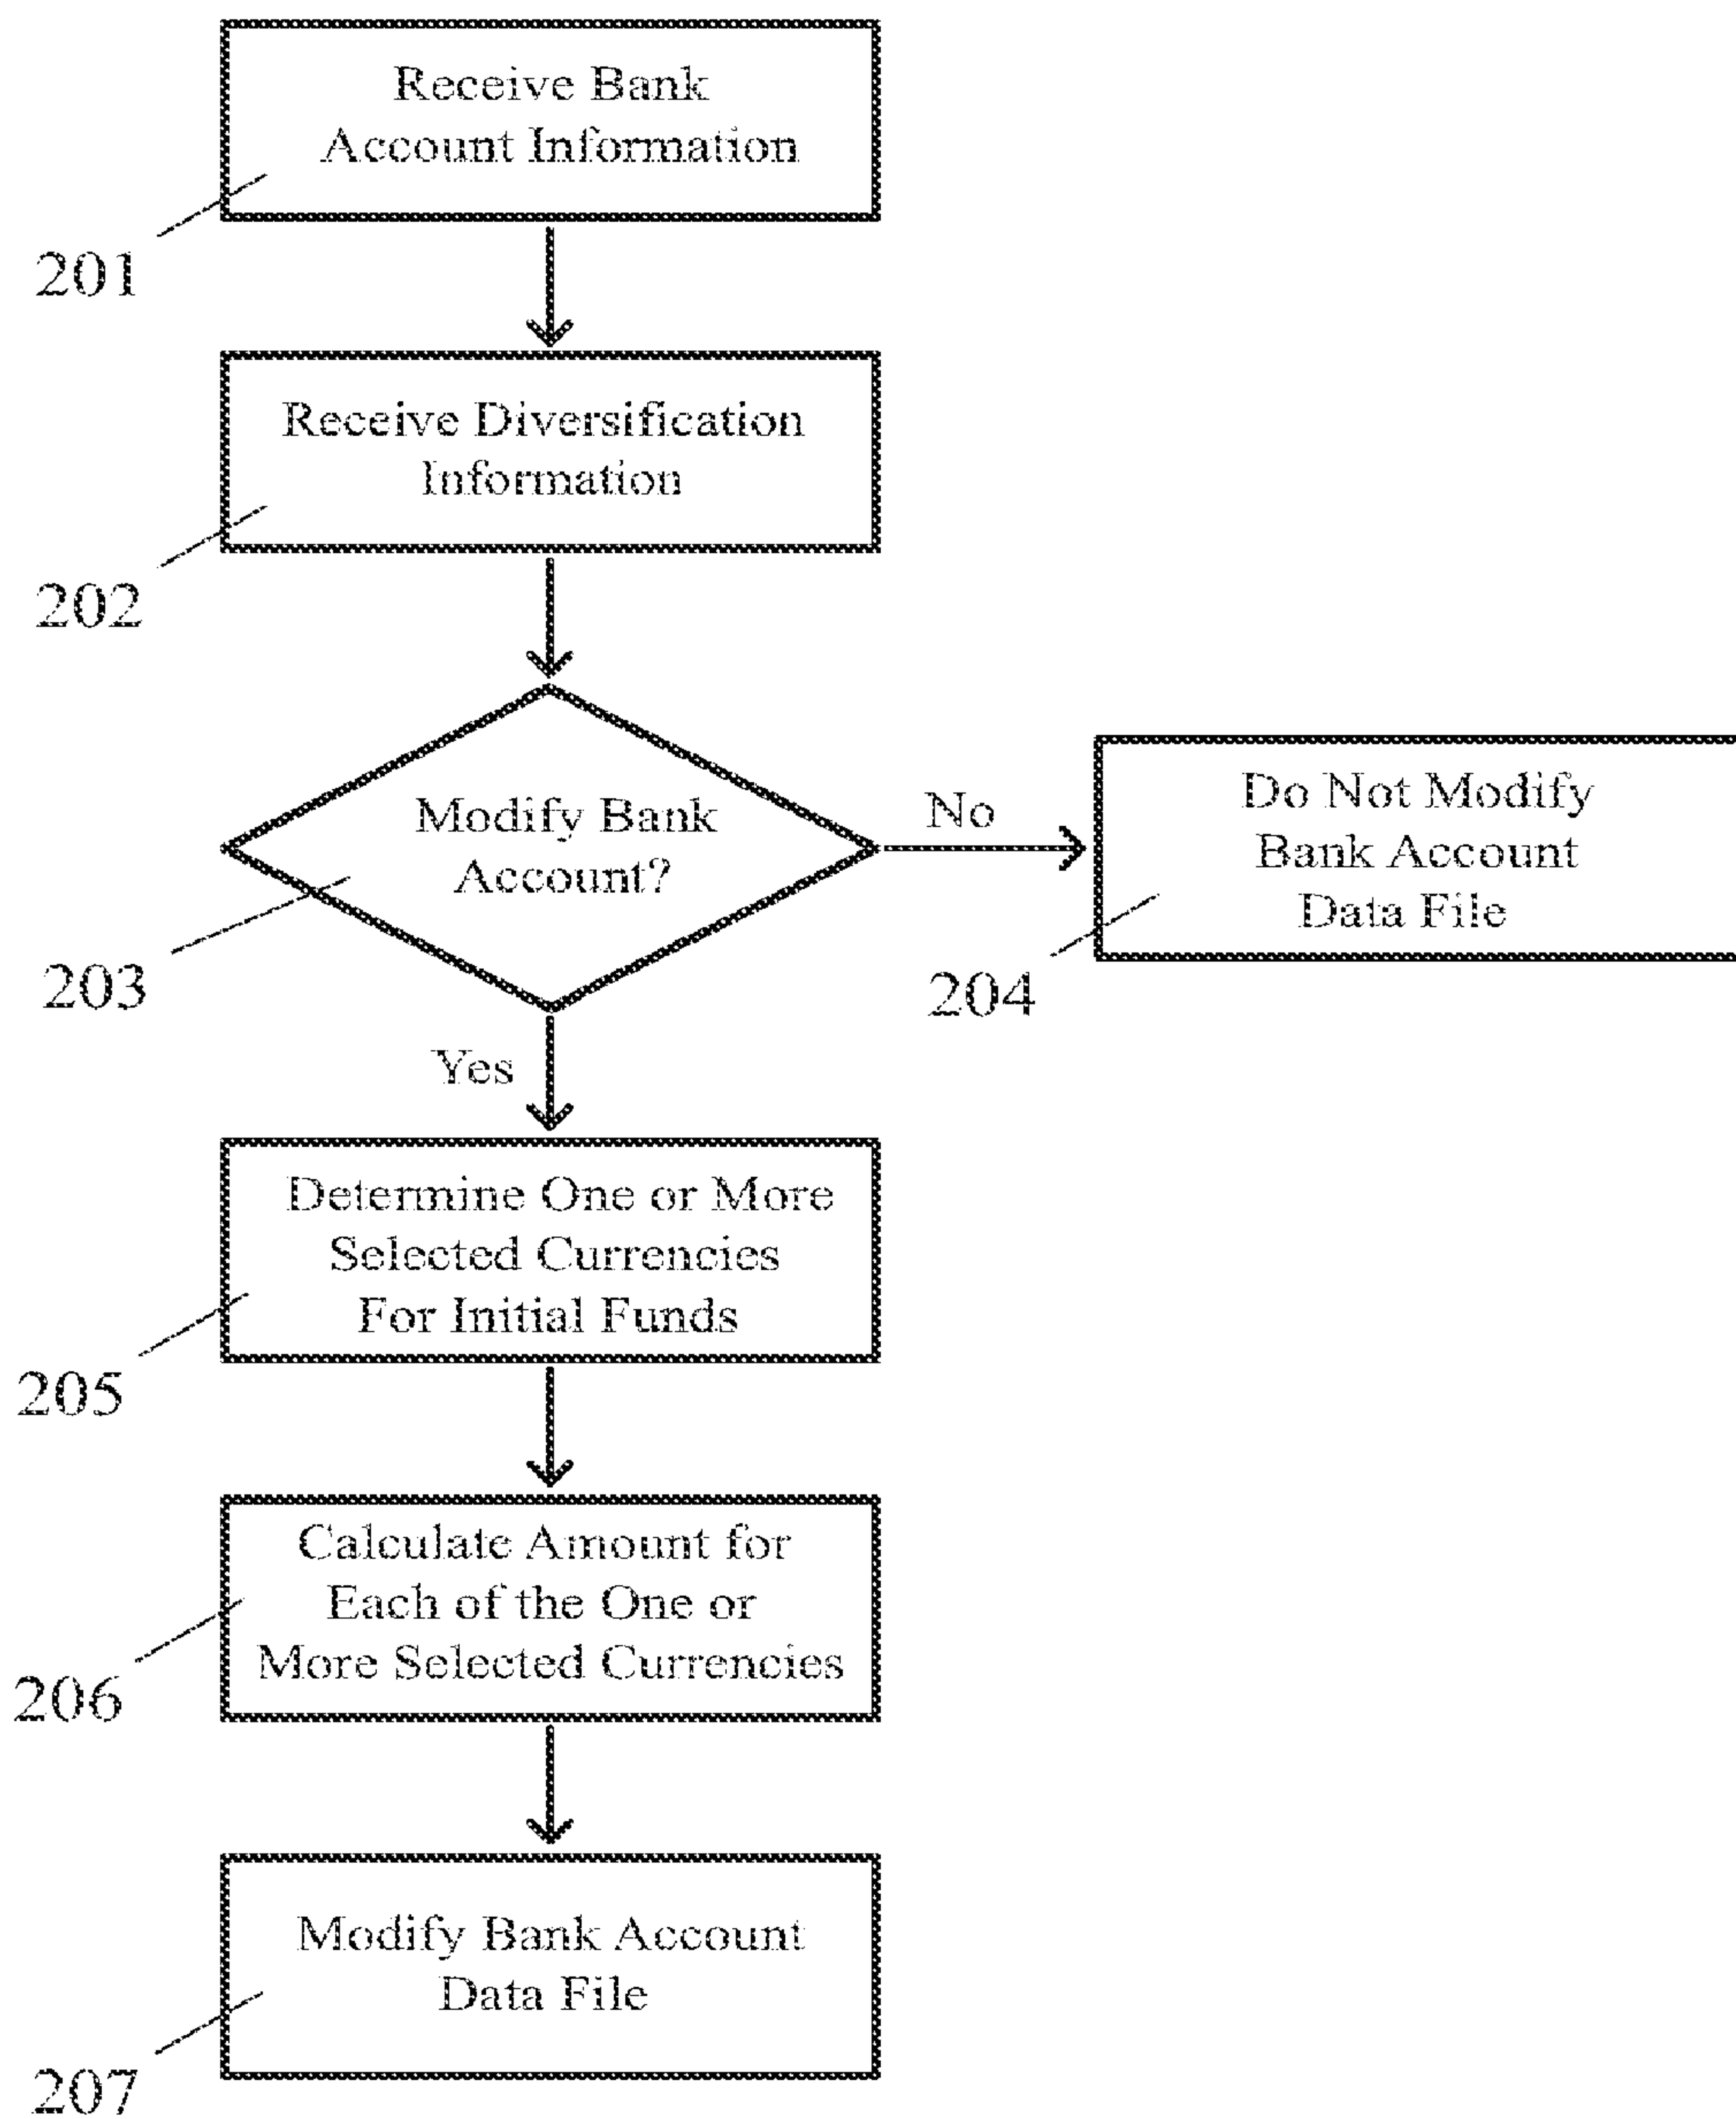 Receive Bank
Account Information
201
Receive Diversification
Information
202
Modify Bank
Account?
203
No
Do Not Modify
Bank Account
Data File
204
Yes
Determine One or More
Selected Currencies
For Initial Funds
205
Calculate Amount for
Each of the One or
More Selected Currencies
206
Modify Bank Account
Data File
207